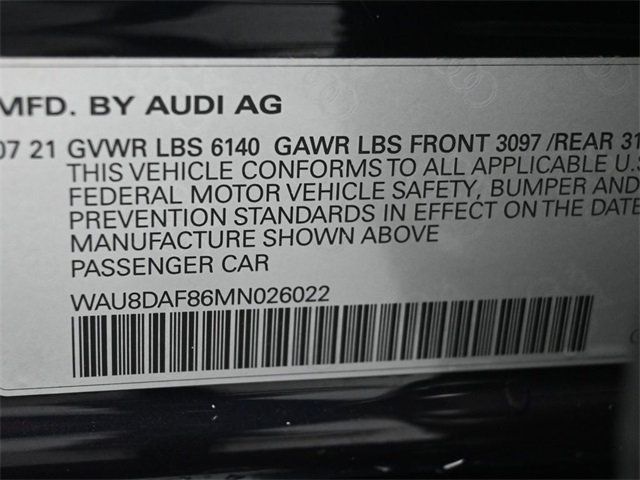 MFD. BY AUDI AG
07 21 GVWR LBS 6140 GAWR LBS FRONT 3097 /REAR 31
THIS VEHICLE CONFORMS TO ALL APPLICABLE U.S
FEDERAL MOTOR VEHICLE SAFETY, BUMPER AND
PREVENTION STANDARDS IN EFFECT ON THE DATE
MANUFACTURE SHOWN ABOVE
PASSENGER CAR
WAU8DAF86MN026022